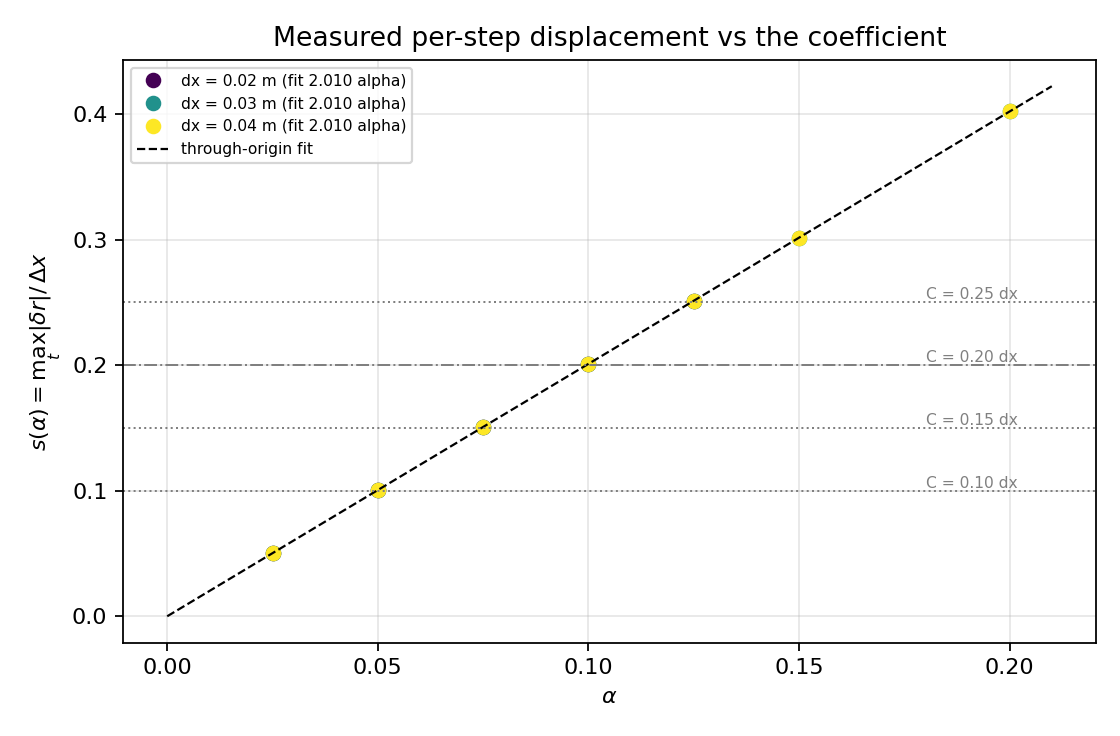 Measured per-step displacement vs the coefficient
dx = 0.02 m (fit 2.010 alpha)
dx = 0.03 m (fit 2.010 alpha)
dx = 0.04 m (fit 2.010 alpha)
through-origin fit
s(α) = max|δr|/Δx
t
0.4
0.3
0.2
0.1
0.0
C = 0.25 dx
C = 0.20 dx
C = 0.15 dx
C = 0.10 dx
0.00 0.05 0.10 0.15 0.20
α